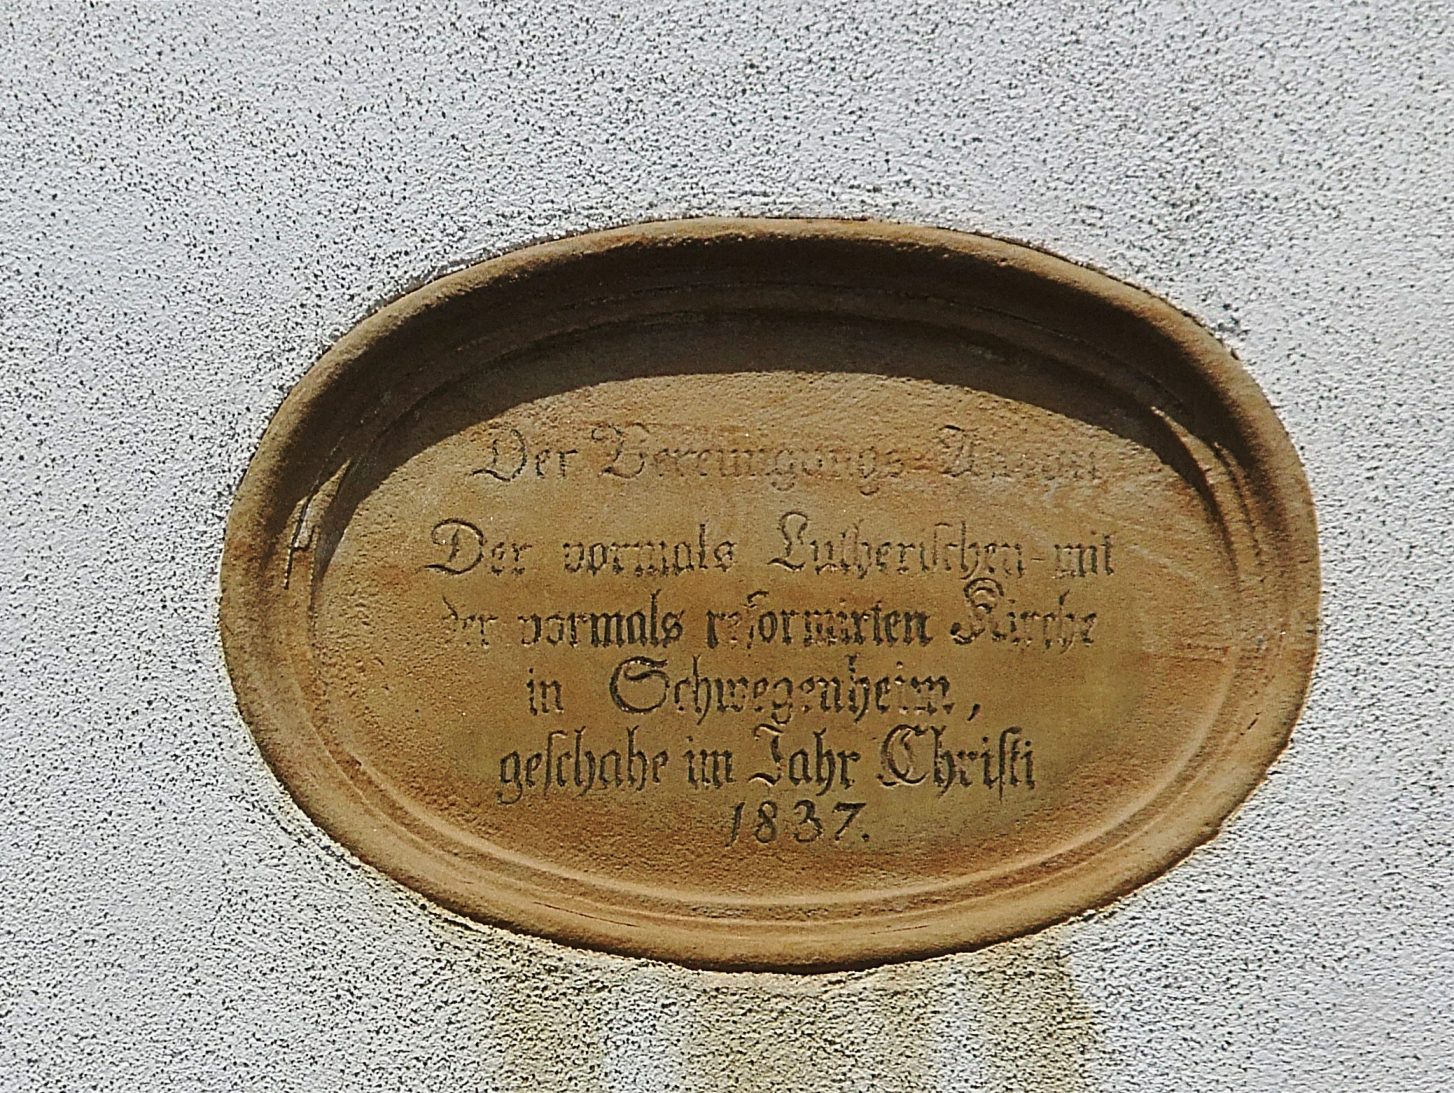 Der Vereinigungs-
Der vormals Lutherischen - mit
der vormals reformirten Kirche
in Schwegenheim,
geschahe im Jahr Christi
1837.